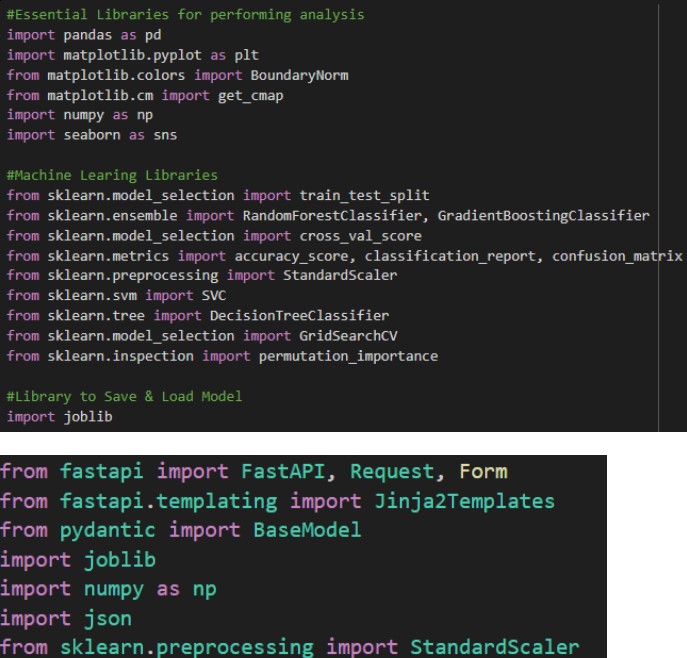 #Essential Libraries for performing analysis
import pandas as pd
import matplotlib.pyplot as plt
from matplotlib.colors import BoundaryNorm
from matplotlib.cm import get_cmap
import numpy as np
import seaborn as sns
#Machine Learing Libraries
from sklearn.model_selection import train_test_split
from sklearn.ensemble import RandomForestClassifier, GradientBoostingClassifier
from sklearn.model_selection import cross_val_score
from sklearn.metrics import accuracy_score, classification_report, confusion_matrix
from sklearn.preprocessing import StandardScaler
from sklearn.svm import SVC
from sklearn.tree import DecisionTreeClassifier
from sklearn.model_selection import GridSearchCV
from sklearn.inspection import permutation_importance
#Library to Save & Load Model
import joblib
from fastapi import FastAPI, Request, Form
from fastapi.templating import Jinja2Templates
from pydantic import BaseModel
import joblib
import numpy as np
import json
from sklearn.preprocessing import StandardScaler